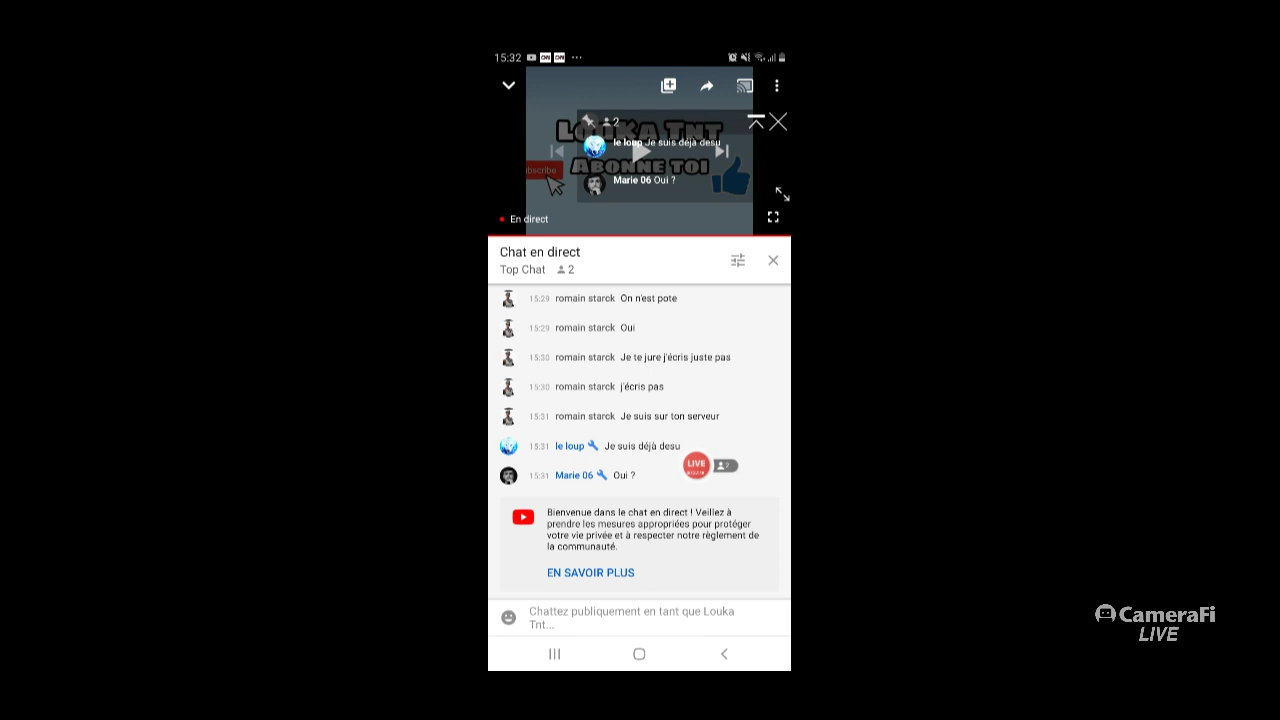 15:32
2
LOUKA TNT
le loup Je suis déjà desu
ABONNE TOI
bscribe
Marie 06 Oui ?
En direct
Chat en direct
Top Chat 2
15:29 romain starck On n'est pote
15:29 romain starck Oui
15:30 romain starck Je te jure j'écris juste pas
15:30 romain starck j'écris pas
15:31 romain starck Je suis sur ton serveur
15:31 le loup Je suis déjà desu
15:31 Marie 06 Oui ?
LIVE
2
Bienvenue dans le chat en direct ! Veillez à
prendre les mesures appropriées pour protéger
votre vie privée et à respecter notre règlement de
la communauté.
EN SAVOIR PLUS
Chattez publiquement en tant que Louka
Tnt...
CameraFi
LIVE